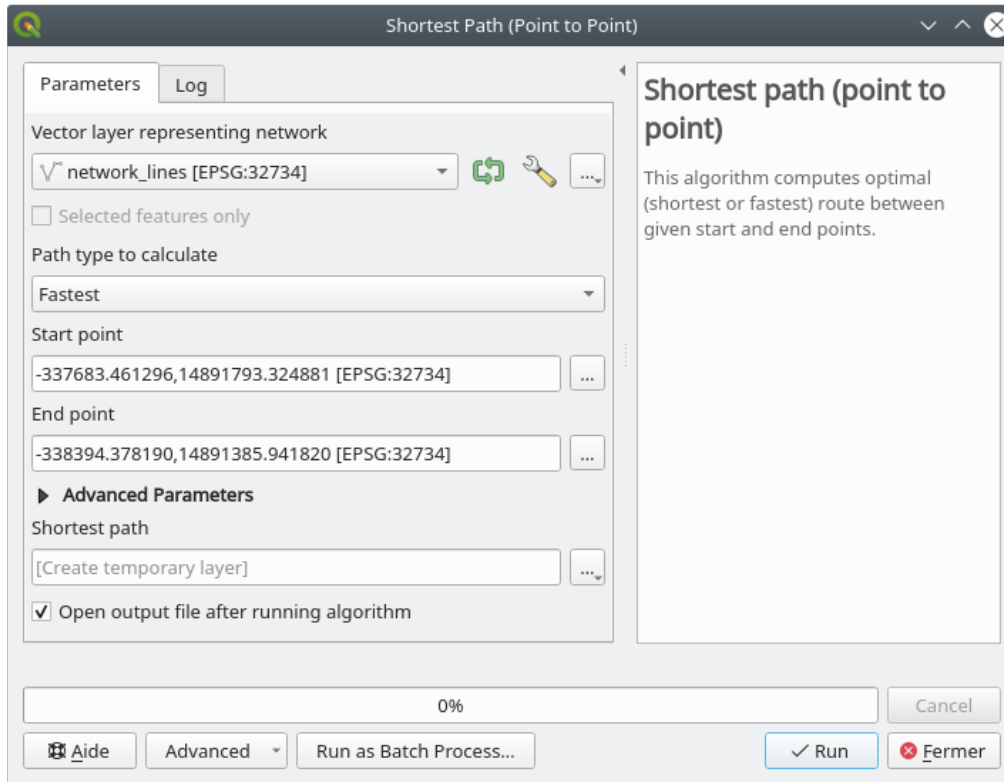 Shortest Path (Point to Point)
Parameters
Log
Vector layer representing network
network_lines [EPSG:32734]
...
Selected features only
Path type to calculate
Fastest
Start point
-337683.461296,14891793.324881 [EPSG:32734]
...
End point
-338394.378190,14891385.941820 [EPSG:32734]
...
Advanced Parameters
Shortest path
[Create temporary layer]
...
Open output file after running algorithm
Shortest path (point to
point)
This algorithm computes optimal
(shortest or fastest) route between
given start and end points.
0%
Cancel
Aide
Advanced
Run as Batch Process...
Run
Fermer